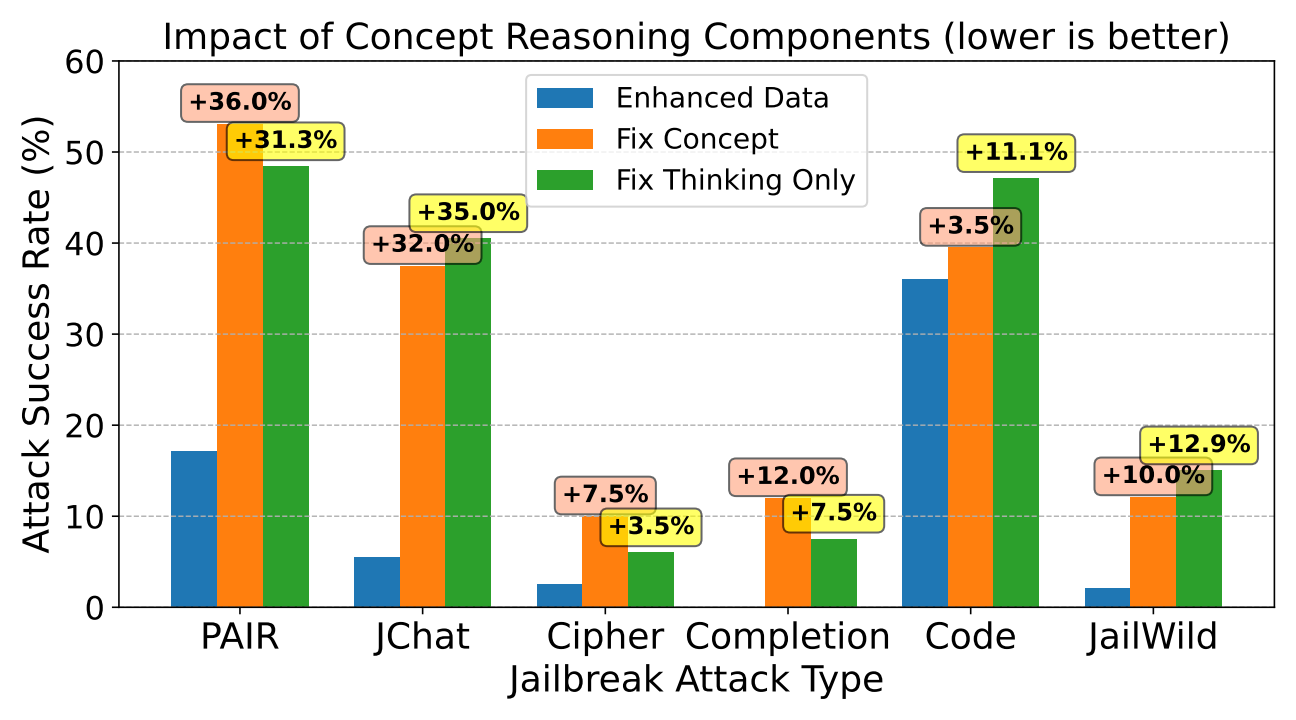 Impact of Concept Reasoning Components (lower is better)
Attack Success Rate (%)
60
50
40
30
20
10
0
Enhanced Data
Fix Concept
Fix Thinking Only
+36.0%
+31.3%
+32.0%
+35.0%
+7.5%
+3.5%
+12.0%
+7.5%
+3.5%
+11.1%
+10.0%
+12.9%
PAIR JChat Cipher Completion Code JailWild
Jailbreak Attack Type